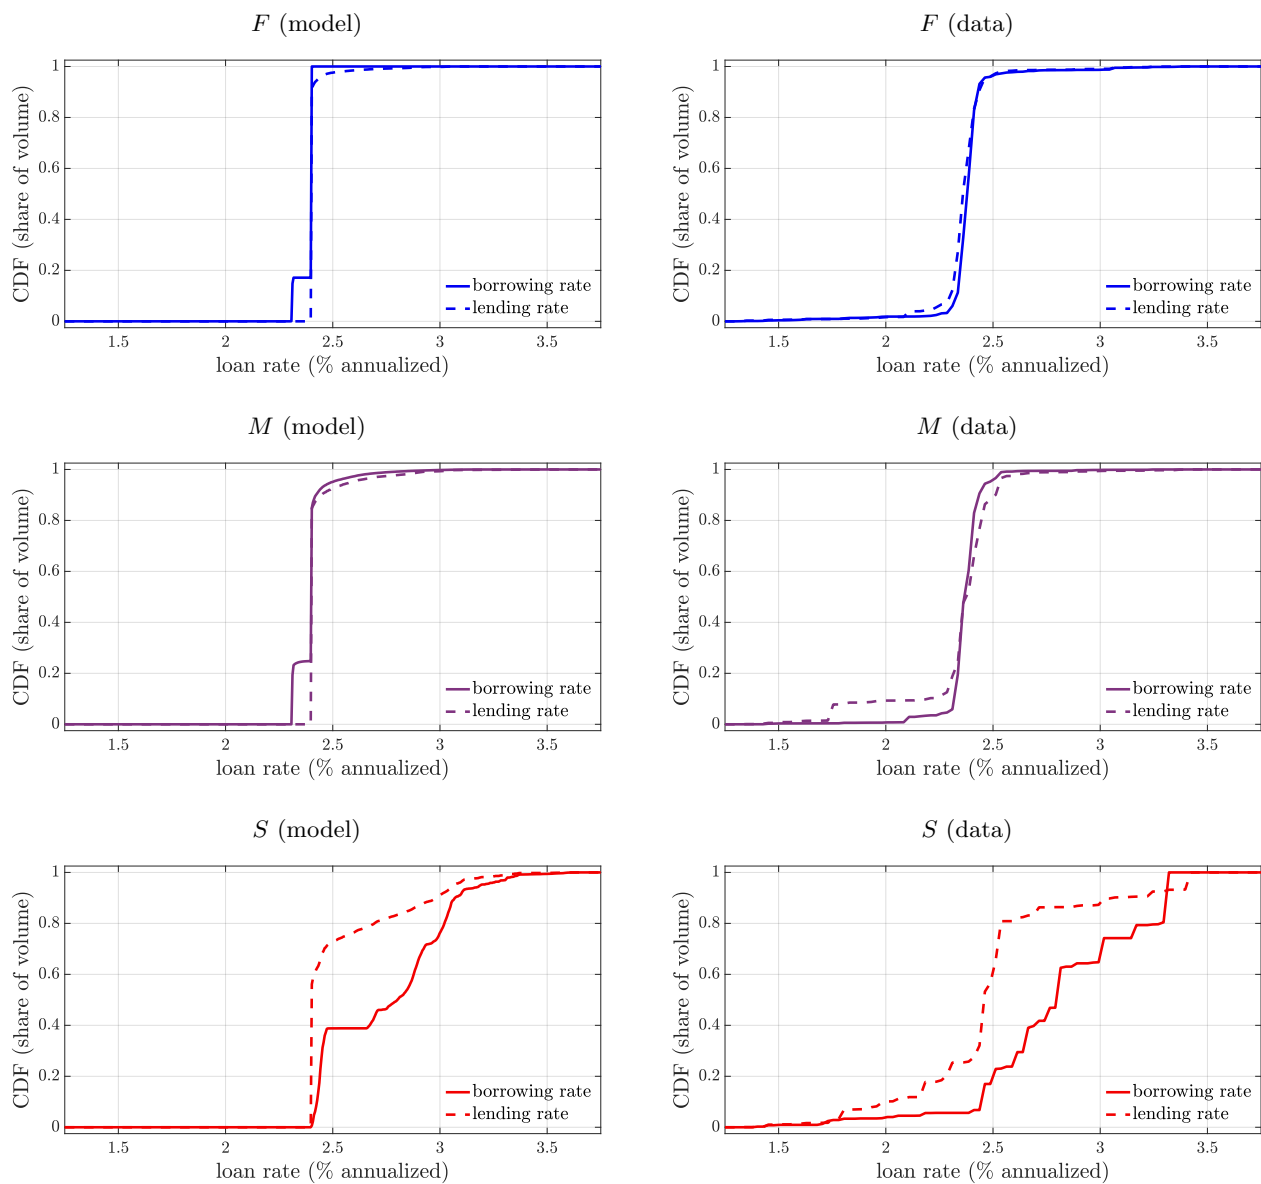 F (model)
CDF (share of volume)
1
0.8
0.6
0.4
0.2
0
1.5 2 2.5 3 3.5
loan rate (% annualized)
borrowing rate
lending rate
F (data)
CDF (share of volume)
1
0.8
0.6
0.4
0.2
0
1.5 2 2.5 3 3.5
loan rate (% annualized)
borrowing rate
lending rate
M (model)
CDF (share of volume)
1
0.8
0.6
0.4
0.2
0
1.5 2 2.5 3 3.5
loan rate (% annualized)
borrowing rate
lending rate
M (data)
CDF (share of volume)
1
0.8
0.6
0.4
0.2
0
1.5 2 2.5 3 3.5
loan rate (% annualized)
borrowing rate
lending rate
S (model)
CDF (share of volume)
1
0.8
0.6
0.4
0.2
0
1.5 2 2.5 3 3.5
loan rate (% annualized)
borrowing rate
lending rate
S (data)
CDF (share of volume)
1
0.8
0.6
0.4
0.2
0
1.5 2 2.5 3 3.5
loan rate (% annualized)
borrowing rate
lending rate